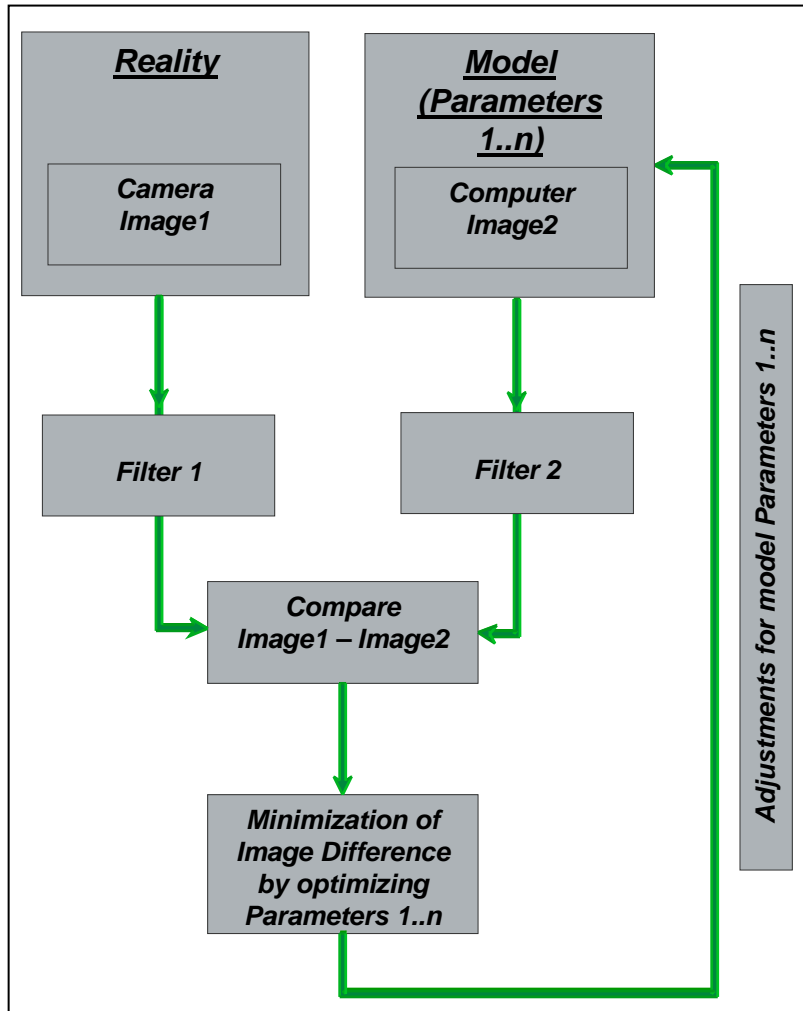 Reality
Camera
Image1
Model
(Parameters
1..n)
Computer
Image2
Filter 1
Filter 2
Compare
Image1 – Image2
Minimization of
Image Difference
by optimizing
Parameters 1..n
Adjustments for model Parameters 1..n